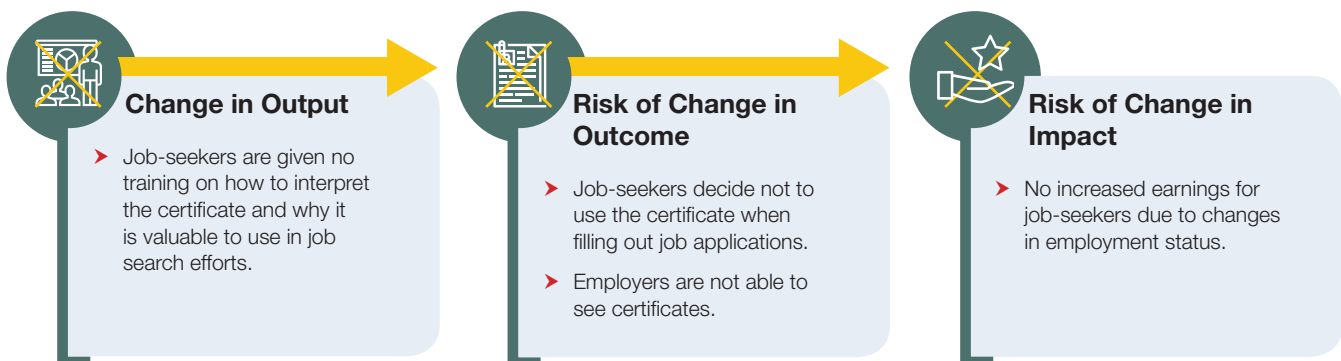 Change in Output
Job-seekers are given no
training on how to interpret
the certificate and why it
is valuable to use in job
search efforts.
Risk of Change in
Outcome
Job-seekers decide not to
use the certificate when
filling out job applications.
Employers are not able to
see certificates.
Risk of Change in
Impact
No increased earnings for
job-seekers due to changes
in employment status.